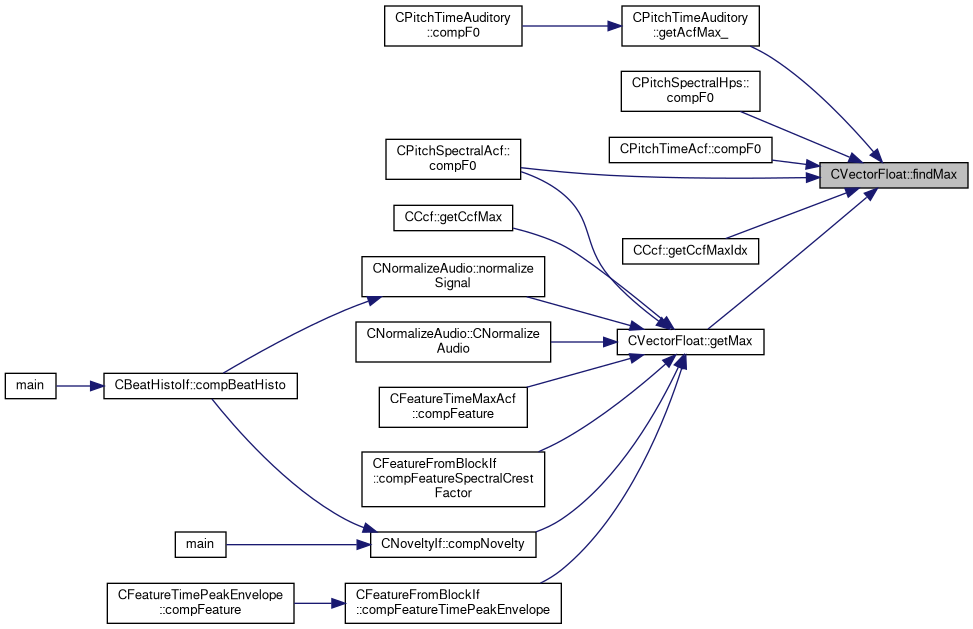 CPitchTimeAuditory
::compF0
CPitchTimeAuditory
::getAcfMax_
CPitchSpectralHps::
compF0
CPitchTimeAcf::compF0
CPitchSpectralAcf::
compF0
CVectorFloat::findMax
CCcf::getCcfMax
CCcf::getCcfMaxIdx
CNormalizeAudio::normalize
Signal
CNormalizeAudio::CNormalize
Audio
CVectorFloat::getMax
main
CBeatHistoIf::compBeatHisto
CFeatureTimeMaxAcf
::compFeature
CFeatureFromBlockIf
::compFeatureSpectralCrest
Factor
main
CNoveltyIf::compNovelty
CFeatureTimePeakEnvelope
::compFeature
CFeatureFromBlockIf
::compFeatureTimePeakEnvelope